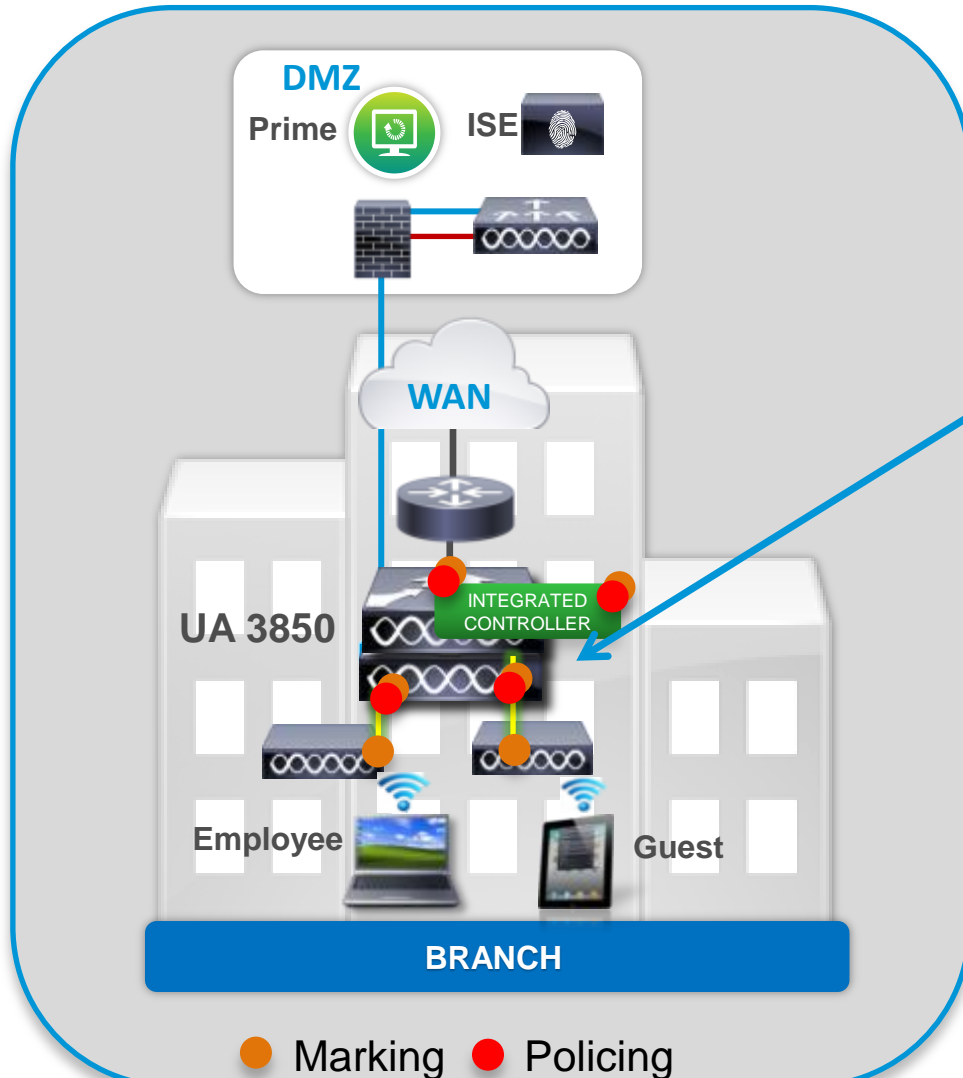 DMZ
Prime
ISE
WAN
INTEGRATED
CONTROLLER
UA 3850
Employee
Guest
BRANCH
Marking
Policing